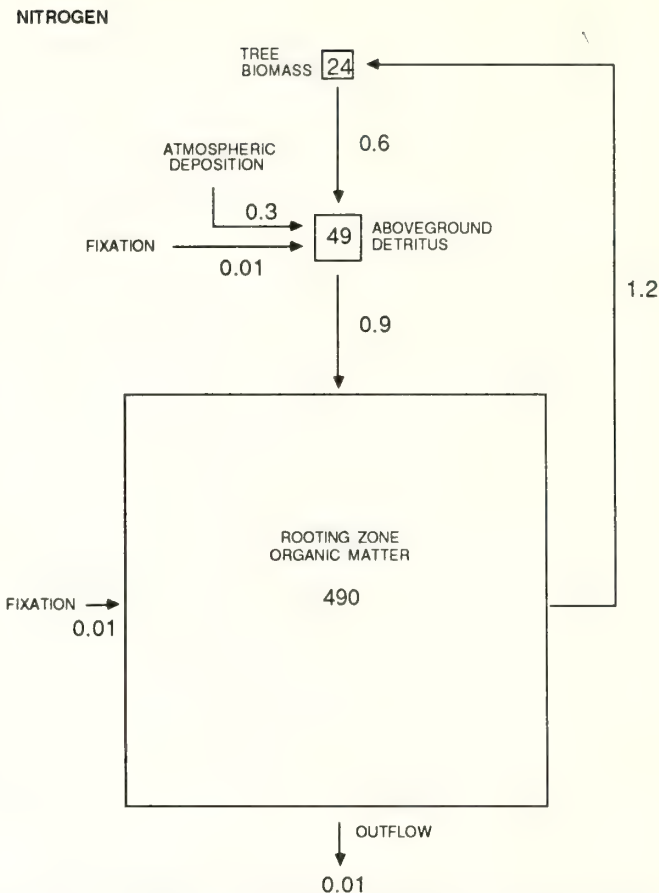 NITROGEN
TREE
BIOMASS
24
0.6
ATMOSPHERIC
DEPOSITION
0.3
FIXATION
0.01
49
ABOVEGROUND
DETRITUS
1.2
0.9
ROOTING ZONE
ORGANIC MATTER
490
FIXATION
0.01
OUTFLOW
0.01